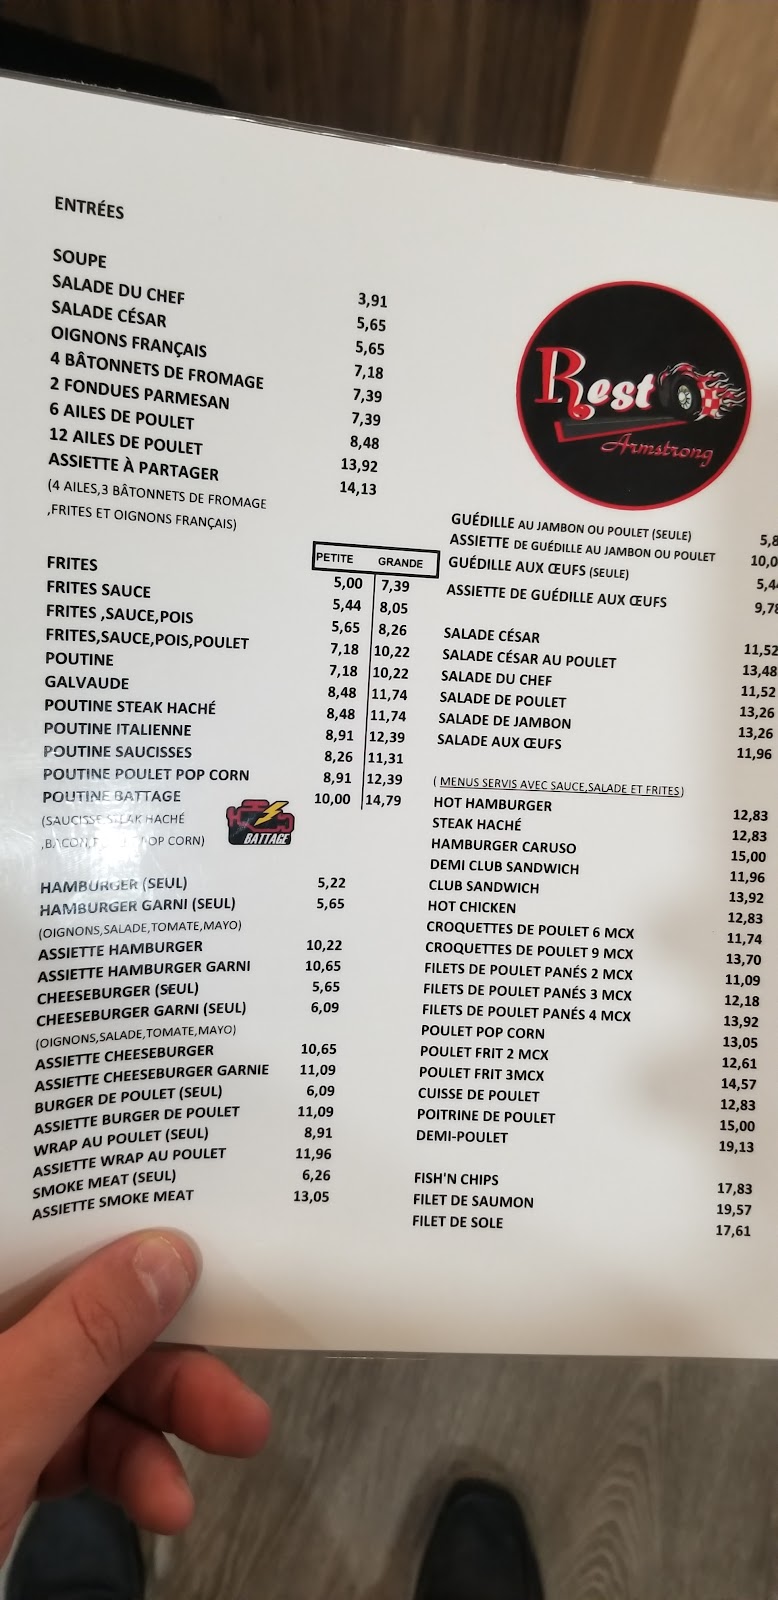 ENTRÉES
SOUPE 3,91
SALADE DU CHEF 5,65
SALADE CÉSAR 5,65
OIGNONS FRANÇAIS 7,18
4 BÂTONNETS DE FROMAGE 7,39
2 FONDUES PARMESAN 7,39
6 AILES DE POULET 8,48
12 AILES DE POULET 13,92
ASSIETTE À PARTAGER 14,13
(4 AILES,3 BÂTONNETS DE FROMAGE
,FRITES ET OIGNONS FRANÇAIS)
PETITE GRANDE
FRITES 5,00 7,39
FRITES SAUCE 5,44 8,05
FRITES ,SAUCE,POIS 5,65 8,26
FRITES,SAUCE,POIS,POULET 7,18 10,22
POUTINE 7,18 10,22
GALVAUDE 8,48 11,74
POUTINE STEAK HACHÉ 8,48 11,74
POUTINE ITALIENNE 8,91 12,39
POUTINE SAUCISSES 8,26 11,31
POUTINE POULET POP CORN 8,91 12,39
POUTINE BATTAGE 10,00 14,79
(SAUCISSE STEAK HACHÉ
,BACON, POP CORN)
BATTAGE
HAMBURGER (SEUL) 5,22
HAMBURGER GARNI (SEUL) 5,65
(OIGNONS,SALADE,TOMATE,MAYO)
ASSIETTE HAMBURGER 10,22
ASSIETTE HAMBURGER GARNI 10,65
CHEESEBURGER (SEUL) 5,65
CHEESEBURGER GARNI (SEUL) 6,09
(OIGNONS,SALADE,TOMATE,MAYO)
ASSIETTE CHEESEBURGER 10,65
ASSIETTE CHEESEBURGER GARNIE 11,09
BURGER DE POULET (SEUL) 6,09
ASSIETTE BURGER DE POULET 11,09
WRAP AU POULET (SEUL) 8,91
ASSIETTE WRAP AU POULET 11,96
SMOKE MEAT (SEUL) 6,26
ASSIETTE SMOKE MEAT 13,05
Resto
Armstrong
GUÉDILLE AU JAMBON OU POULET (SEULE) 5,8
ASSIETTE DE GUÉDILLE AU JAMBON OU POULET 10,0
GUÉDILLE AUX ŒUFS (SEULE) 5,44
ASSIETTE DE GUÉDILLE AUX ŒUFS 9,78
SALADE CÉSAR 11,52
SALADE CÉSAR AU POULET 13,48
SALADE DU CHEF 11,52
SALADE DE POULET 13,26
SALADE DE JAMBON 13,26
SALADE AUX ŒUFS 11,96
( MENUS SERVIS AVEC SAUCE,SALADE ET FRITES)
HOT HAMBURGER 12,83
STEAK HACHÉ 12,83
HAMBURGER CARUSO 15,00
DEMI CLUB SANDWICH 11,96
CLUB SANDWICH 13,92
HOT CHICKEN 12,83
CROQUETTES DE POULET 6 MCX 11,74
CROQUETTES DE POULET 9 MCX 13,70
FILETS DE POULET PANÉS 2 MCX 11,09
FILETS DE POULET PANÉS 3 MCX 12,18
FILETS DE POULET PANÉS 4 MCX 13,92
POULET POP CORN 13,05
POULET FRIT 2 MCX 12,61
POULET FRIT 3MCX 14,57
CUISSE DE POULET 12,83
POITRINE DE POULET 15,00
DEMI-POULET 19,13
FISH'N CHIPS 17,83
FILET DE SAUMON 19,57
FILET DE SOLE 17,61